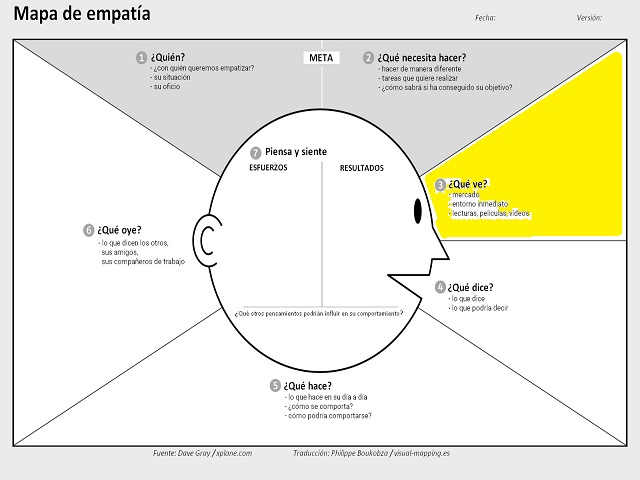 Mapa de empatía
Fecha: Versión:
1 ¿Quién?
- ¿con quién queremos empatizar?
- su situación
- su oficio
META
2 ¿Qué necesita hacer?
- hacer de manera diferente
- tareas que quiere realizar
- ¿cómo sabrá si ha conseguido su objetivo?
3 ¿Qué ve?
- mercado
- entorno inmediato
- lecturas, películas, videos
4 ¿Qué dice?
- lo que dice
- lo que podría decir
5 ¿Qué hace?
- lo que hace en su día a día
- ¿cómo se comporta?
- cómo podría comportarse?
6 ¿Qué oye?
- lo que dicen los otros,
sus amigos,
sus compañeros de trabajo
7 Piensa y siente
ESFUERZOS RESULTADOS
¿Qué otros pensamientos podrían influir en su comportamiento?
Fuente: Dave Gray / xplane.com Traducción: Philippe Boukobza / visual-mapping.es